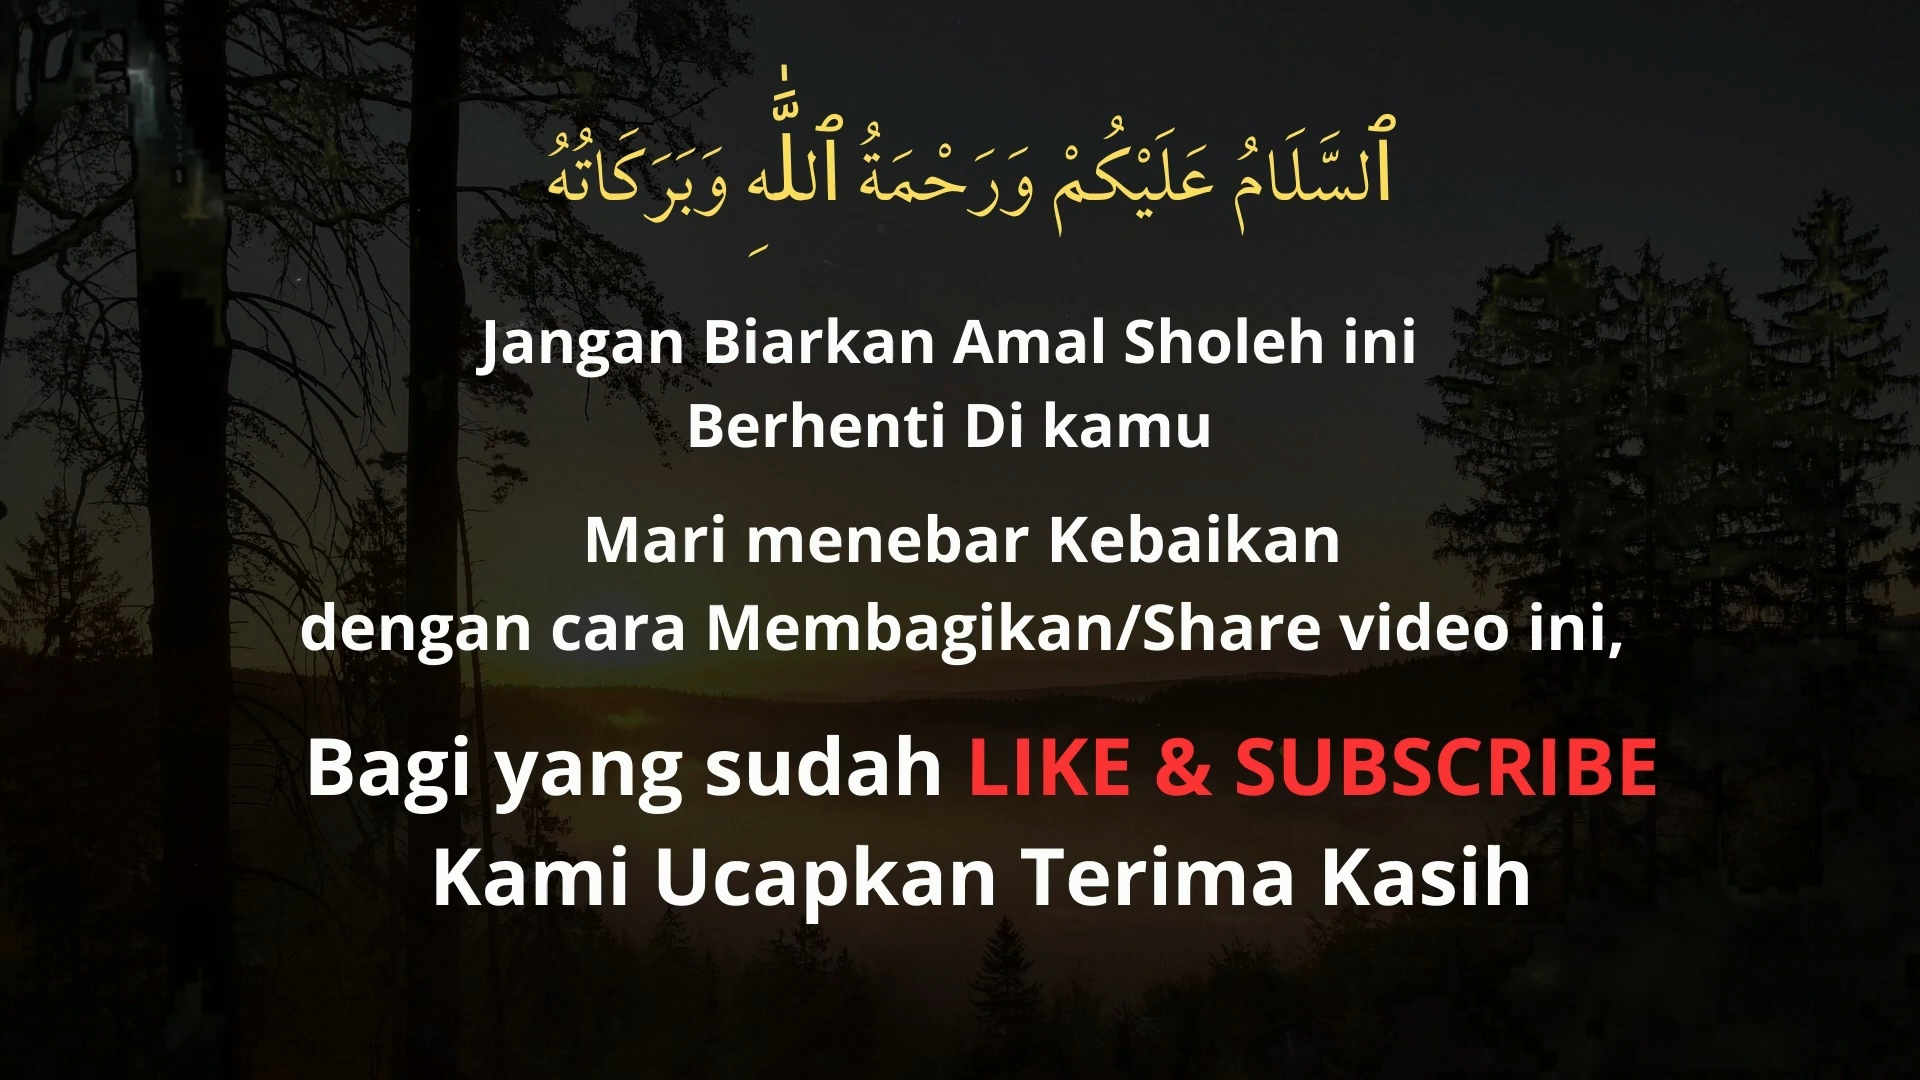 ٱلسَّلَامُ عَلَيْكُمْ وَرَحْمَةُ ٱللَّٰهِ وَبَرَكَاتُهُ
Jangan Biarkan Amal Sholeh ini
Berhenti Di kamu
Mari menebar Kebaikan
dengan cara Membagikan/Share video ini,
Bagi yang sudah LIKE & SUBSCRIBE
Kami Ucapkan Terima Kasih